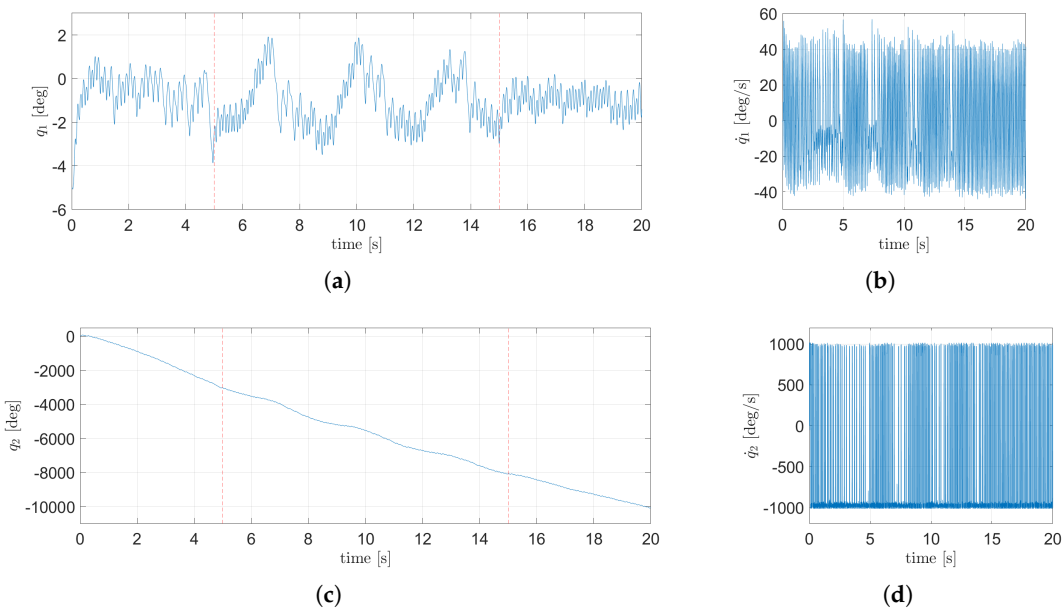 2
0
-2
-4
-6
q₁ [deg]
0 2 4 6 8 10 12 14 16 18 20
time [s]
(a)
60
40
20
0
-20
-40
q̇₁ [deg/s]
0 5 10 15 20
time [s]
(b)
0
-2000
-4000
-6000
-8000
-10000
q₂ [deg]
0 2 4 6 8 10 12 14 16 18 20
time [s]
(c)
1000
500
0
-500
-1000
q̇₂ [deg/s]
0 5 10 15 20
time [s]
(d)